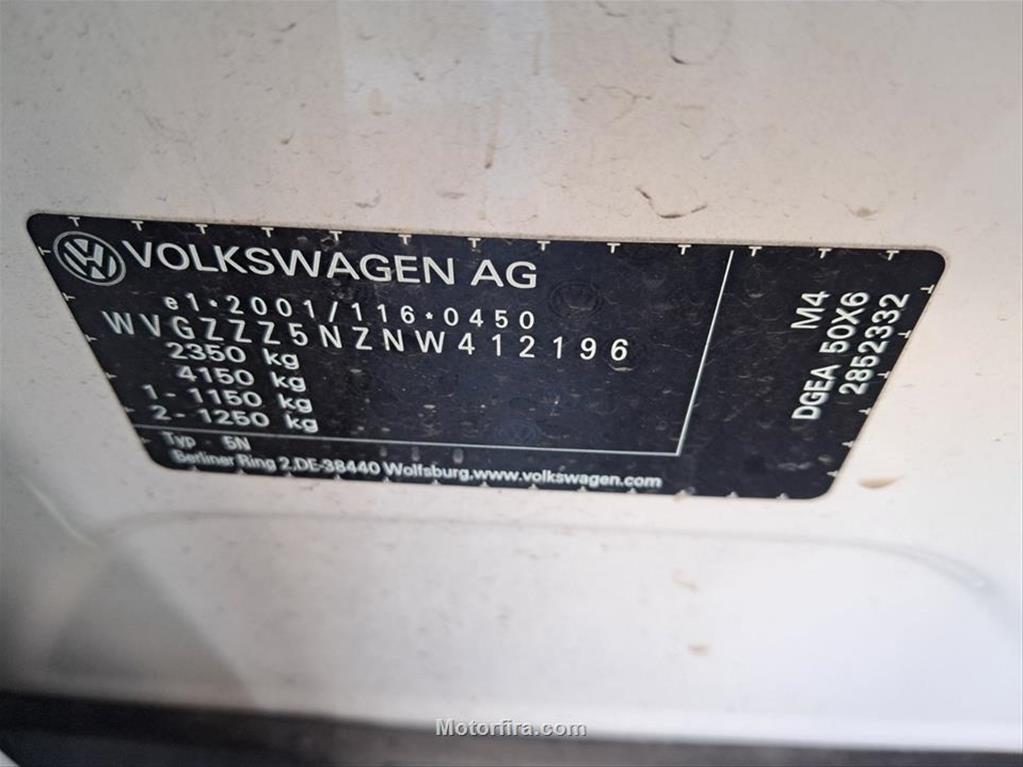 VOLKSWAGEN AG
e1*2001/116*0450
WVGZZZ5NZNW412196
2350 kg
4150 kg
1 - 1150 kg
2 - 1250 kg
Typ 5N
Berliner Ring 2,DE-38440 Wolfsburg,www.volkswagen.com
M4
DGEA 50X6
2852332
Motorfira.com